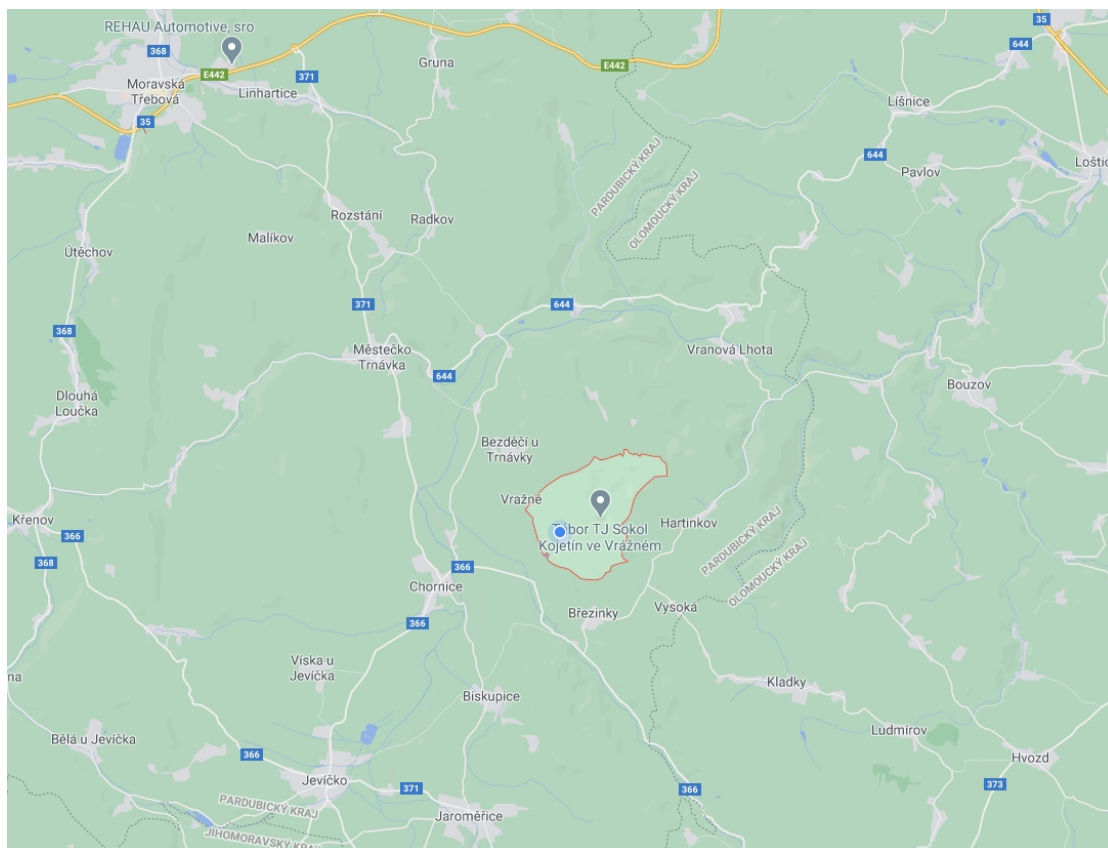 REHAU Automotive, sro
35
368
E442
644
Gruna
371
E442
Moravská
Třebová
Linhartice
Líšnice
35
644
Loštic
Pavlov
PARDUBICKÝ KRAJ
OLOMOUCKÝ KRAJ
Rozstání
Radkov
Malíkov
Útěchov
371
644
368
Městečko
Trnávka
Vranová Lhota
644
Bouzov
Dlouhá
Loučka
Bezděčí u
Trnávky
Vražné
Křenov
366
Tábor TJ Sokol
Kojetín ve Vrážném
Hartinkov
PARDUBICKÝ KRAJ
OLOMOUCKÝ KRAJ
368
366
Chornice
Březinky
Vysoká
366
Víska u
Jevíčka
ma
Biskupice
Kladky
Bělá u Jevíčka
Ludmírov
366
Hvozd
Jevíčko
371
366
373
PARDUBICKÝ KRAJ
JIHOMORAVSKÝ KRAJ
Jaroměřice